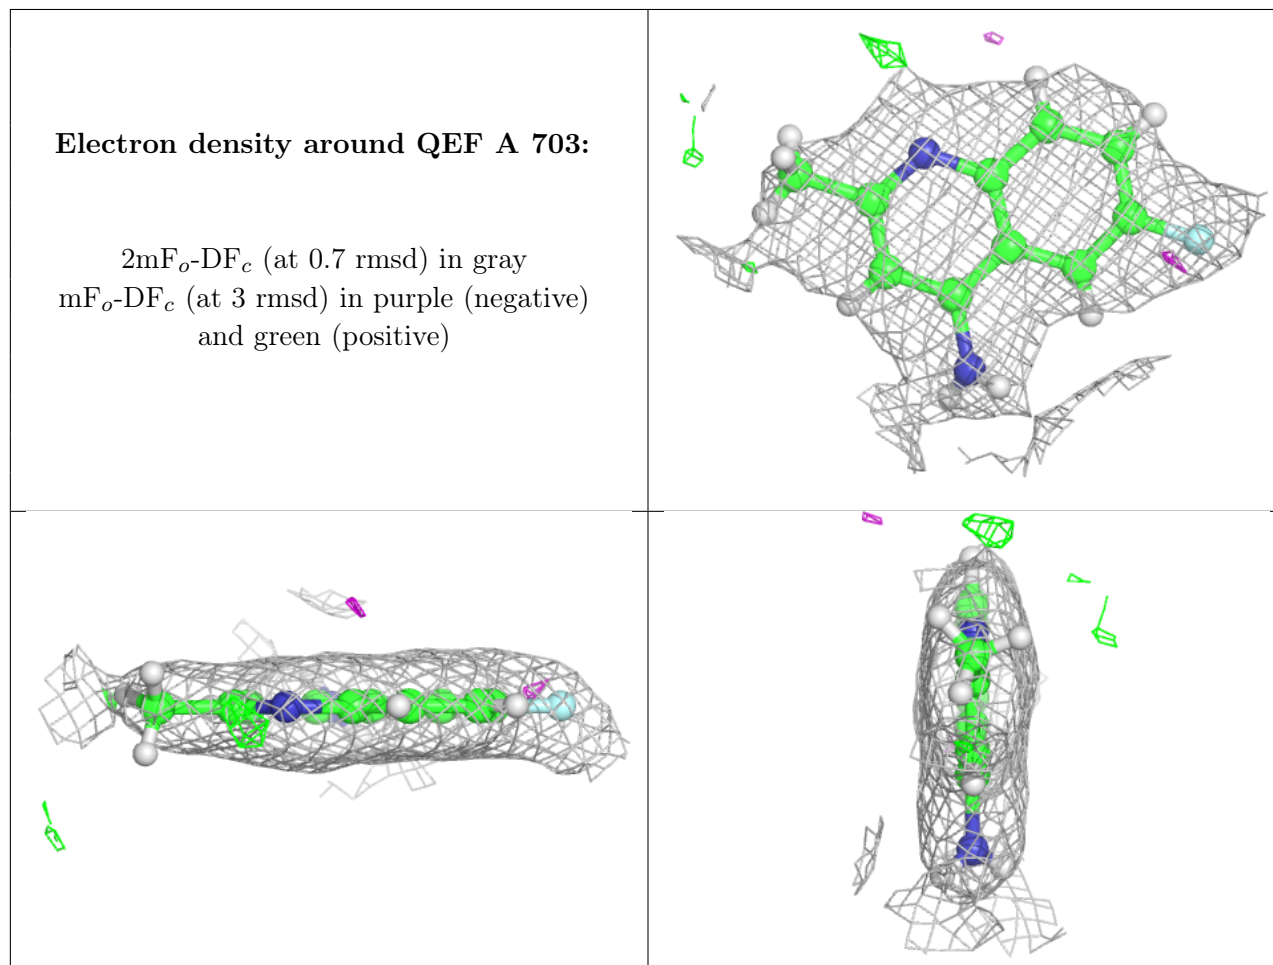 Electron density around QEF A 703:
2mFo-DFc (at 0.7 rmsd) in gray
mFo-DFc (at 3 rmsd) in purple (negative)
and green (positive)